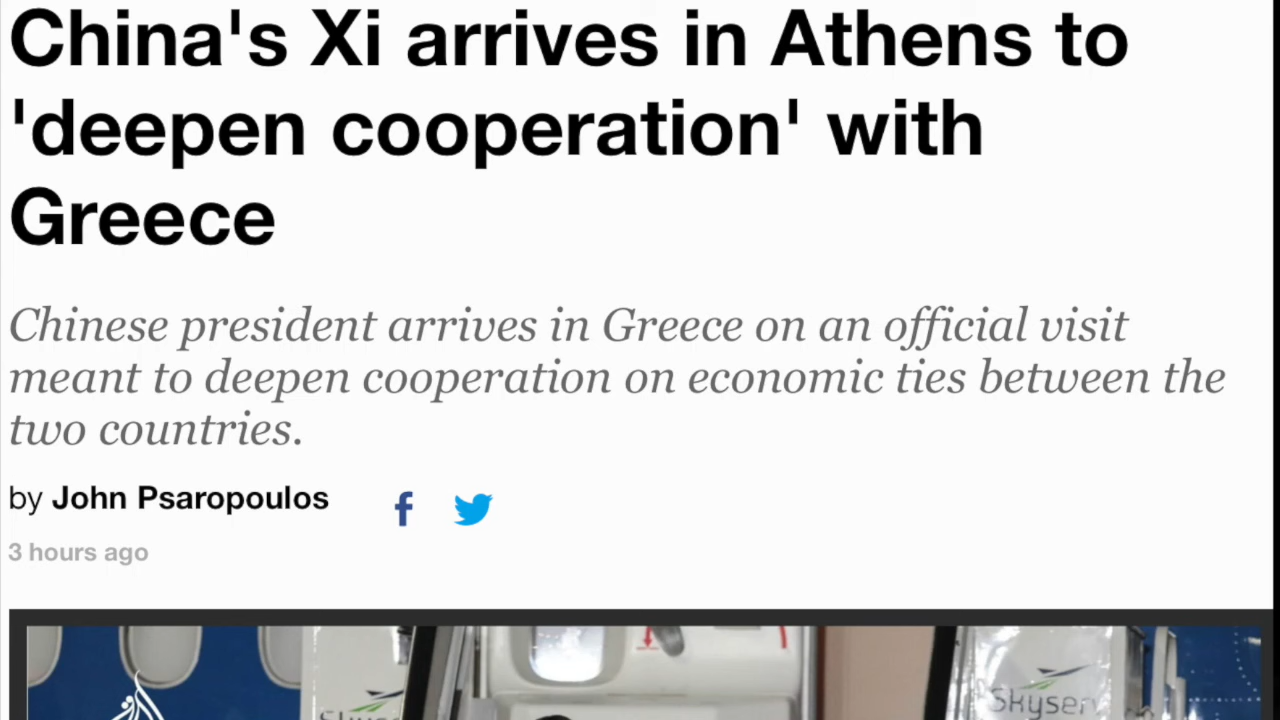 China's Xi arrives in Athens to
'deepen cooperation' with
Greece
Chinese president arrives in Greece on an official visit
meant to deepen cooperation on economic ties between the
two countries.
by John Psaropoulos
3 hours ago
Skyserv